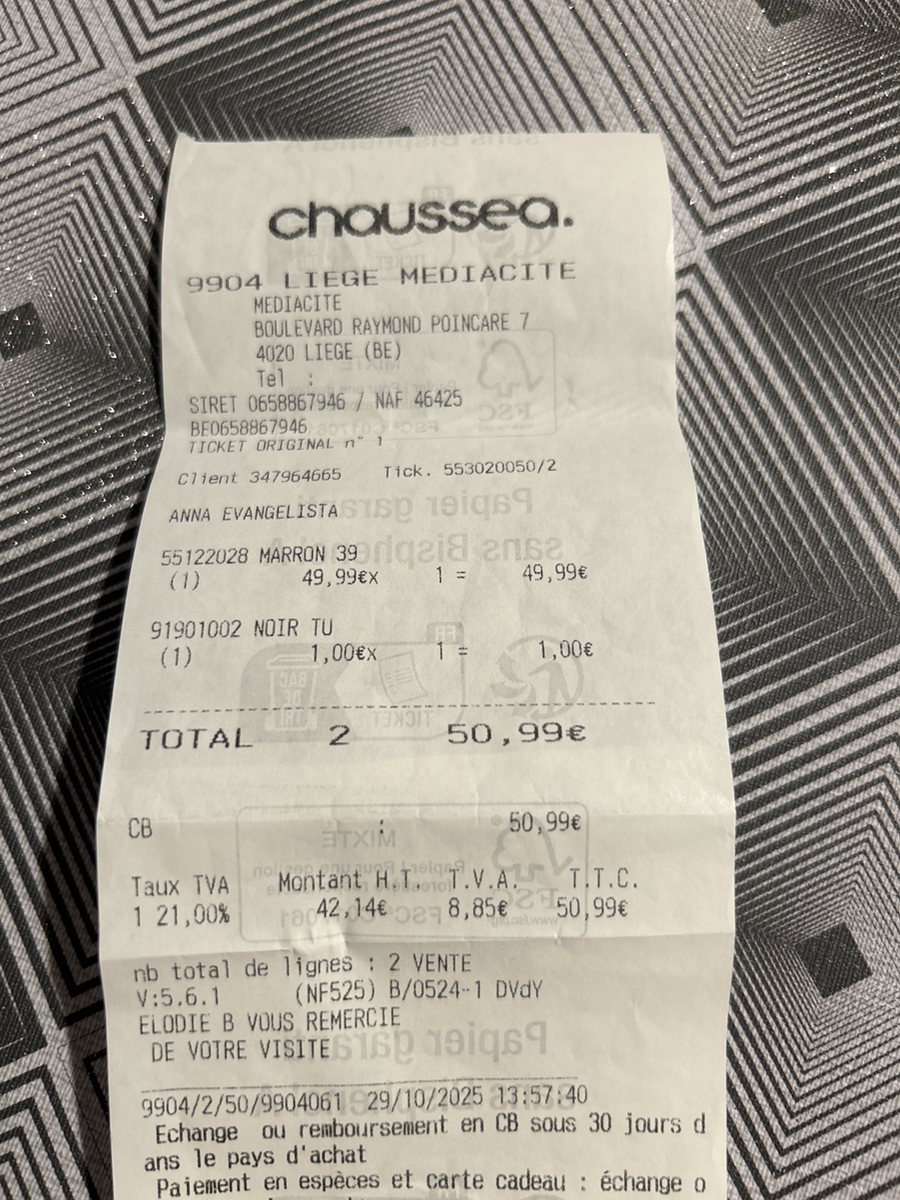 chaussea.
9904 LIEGE MEDIACITE
MEDIACITE
BOULEVARD RAYMOND POINCARE 7
4020 LIEGE (BE)
Tel :
SIRET 0658867946 / NAF 46425
BE0658867946
TICKET ORIGINAL n° 1
Client 347964665 Tick. 553020050/2
ANNA EVANGELISTA
55122028 MARRON 39
(1) 49,99€x 1 = 49,99€
91901002 NOIR TU
(1) 1,00€x 1 = 1,00€
TOTAL 2 50,99€
CB : 50,99€
Taux TVA Montant H.T. T.V.A. T.T.C.
1 21,00% 42,14€ 8,85€ 50,99€
nb total de lignes : 2 VENTE
V:5.6.1 (NF525) B/0524-1 DVdY
ELODIE B VOUS REMERCIE
DE VOTRE VISITE
9904/2/50/9904061 29/10/2025 13:57:40
Echange ou remboursement en CB sous 30 jours d
ans le pays d'achat
Paiement en espèces et carte cadeau : échange o